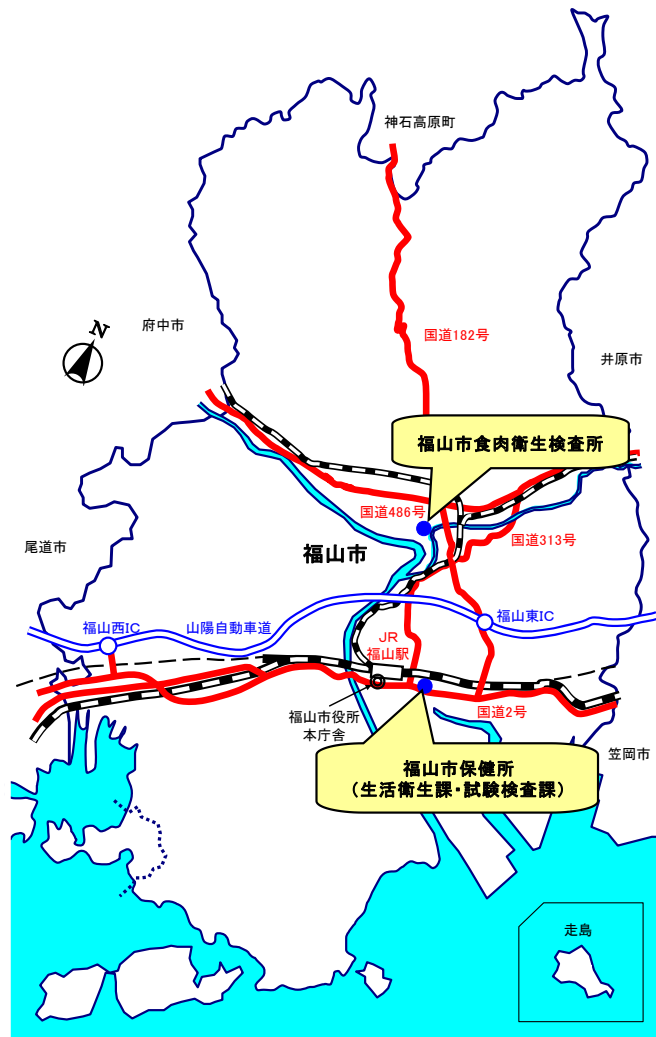 神石高原町
N
府中市
国道182号
井原市
福山市食肉衛生検査所
国道486号
国道313号
尾道市
福山市
福山西IC
山陽自動車道
福山東IC
JR
福山駅
福山市役所
本庁舎
国道2号
笠岡市
福山市保健所
（生活衛生課・試験検査課）
走島